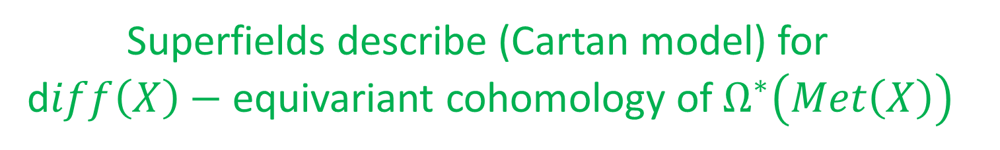 Superfields describe (Cartan model) for
diff(X) − equivariant cohomology of Ω*(Met(X))